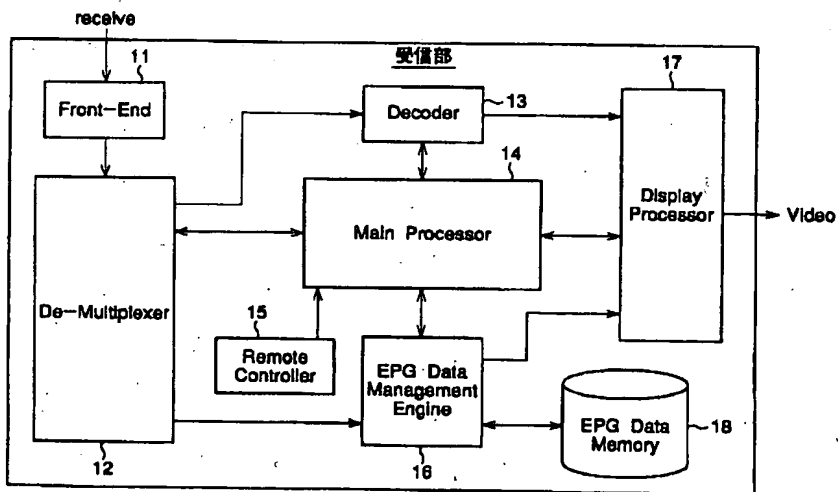 receive
受信部
11
Front-End
13
Decoder
17
14
Main Processor
Display
Processor
Video
De-Multiplexer
15
Remote
Controller
EPG Data
Management
Engine
EPG Data
Memory
18
12
16